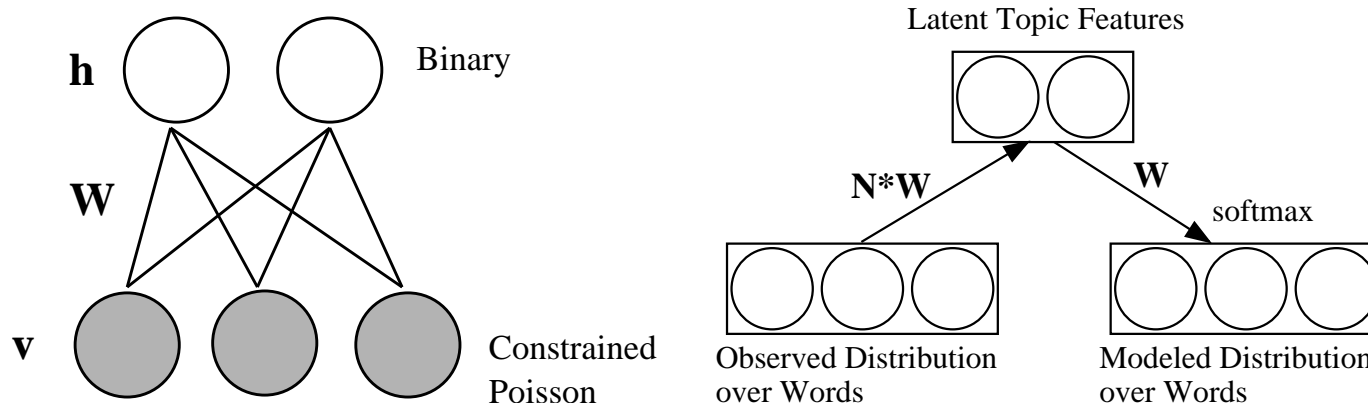 h
Binary
W
v
Constrained
Poisson
Latent Topic Features
N*W
W
softmax
Observed Distribution
over Words
Modeled Distribution
over Words